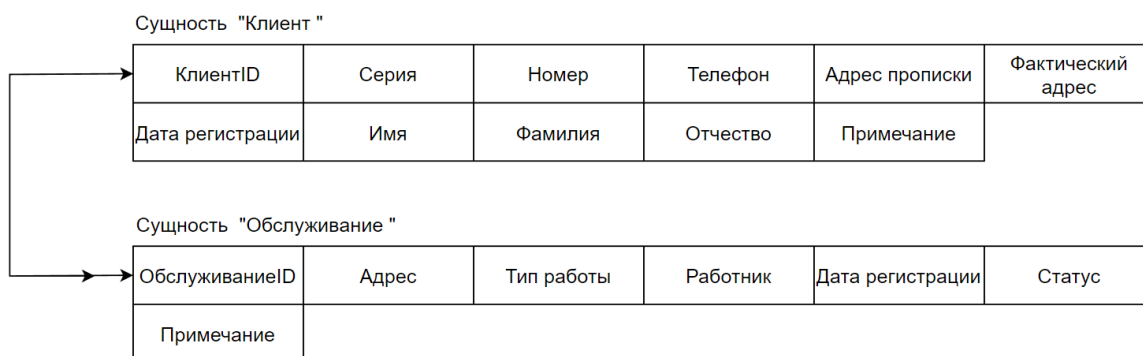 Сущность "Клиент "
КлиентID Серия Номер Телефон Адрес прописки Фактический адрес
Дата регистрации Имя Фамилия Отчество Примечание
Сущность "Обслуживание "
ОбслуживаниеID Адрес Тип работы Работник Дата регистрации Статус
Примечание